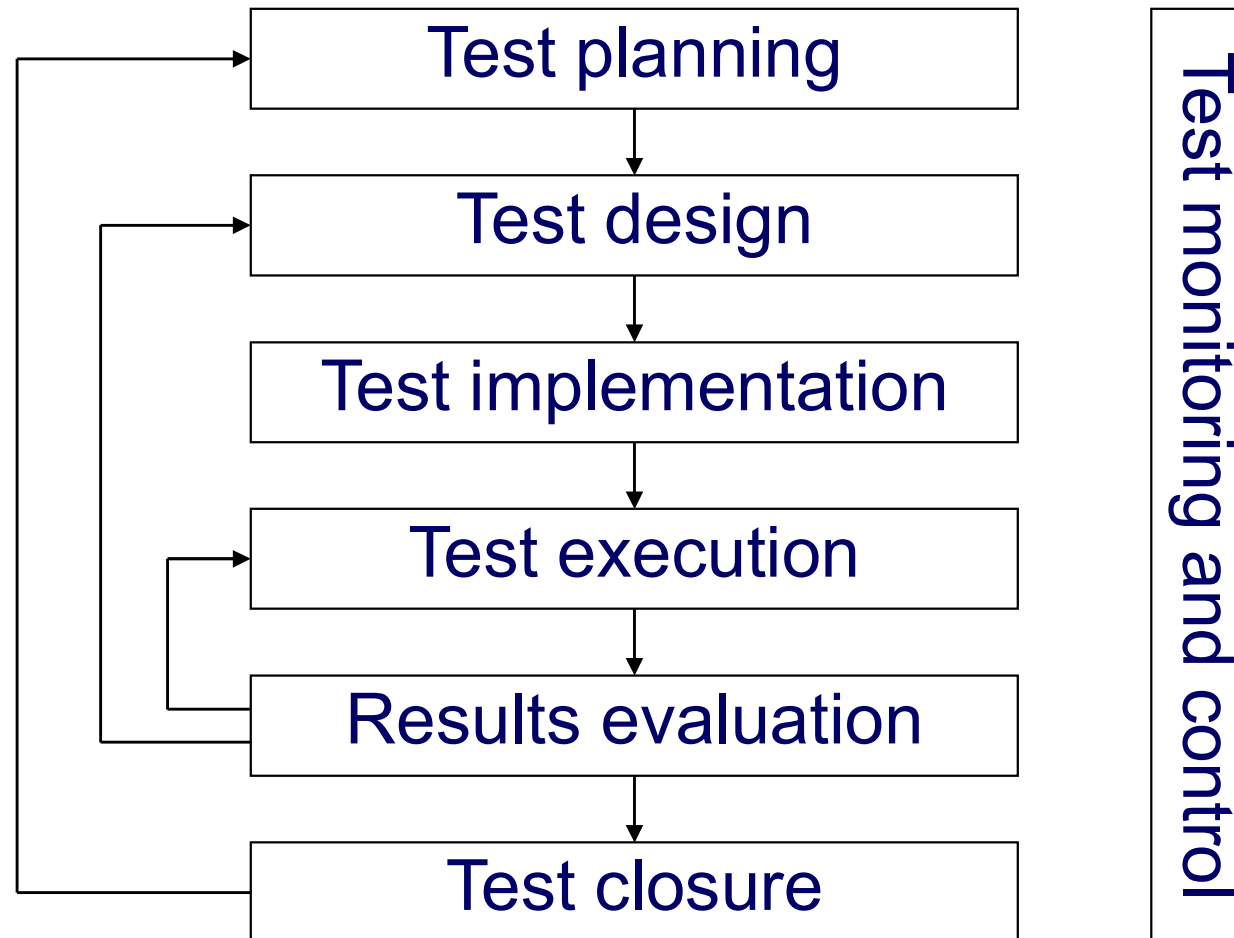 Test planning
Test design
Test implementation
Test execution
Results evaluation
Test closure
Test monitoring and control